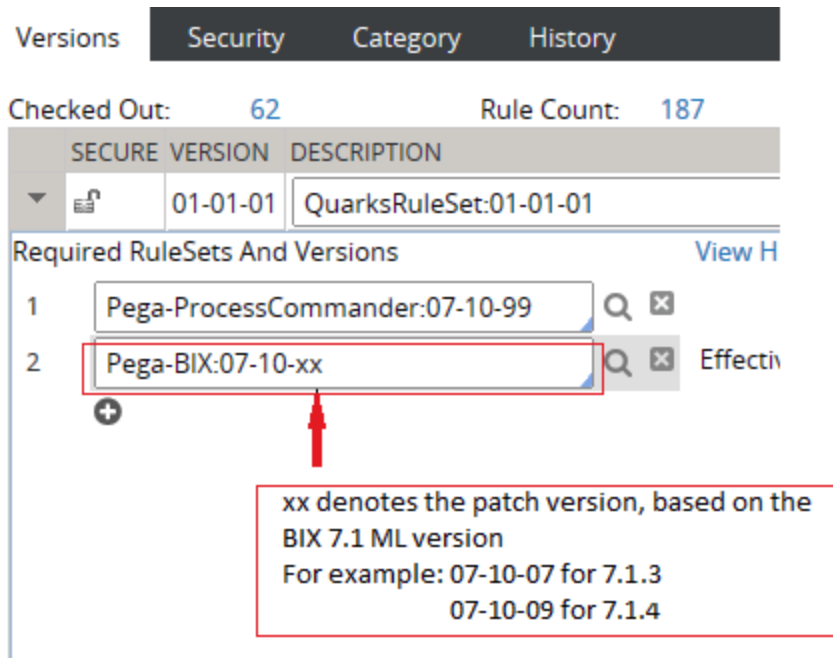 Versions Security Category History
Checked Out: 62 Rule Count: 187
SECURE VERSION DESCRIPTION
01-01-01 QuarksRuleSet:01-01-01
Required RuleSets And Versions View H
1 Pega-ProcessCommander:07-10-99
2 Pega-BIX:07-10-xx Effectiv
xx denotes the patch version, based on the
BIX 7.1 ML version
For example: 07-10-07 for 7.1.3
07-10-09 for 7.1.4